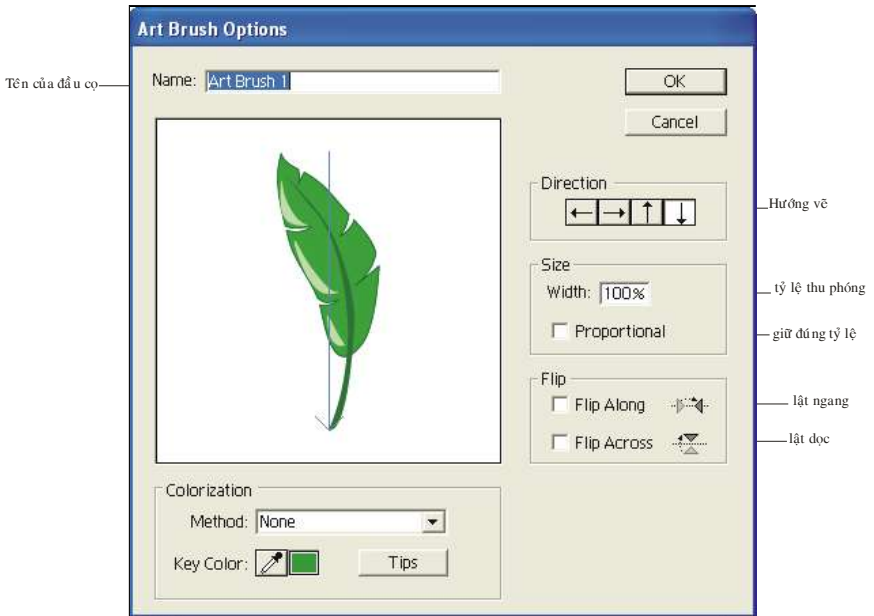 Art Brush Options
Tên của đầu cọ
Name: Art Brush 1
OK
Cancel
Direction
Hướng vẽ
Size
Width: 100%
tỷ lệ thu phóng
Proportional
giữ đúng tỷ lệ
Flip
Flip Along
lật ngang
Flip Across
lật dọc
Colorization
Method: None
Key Color:
Tips